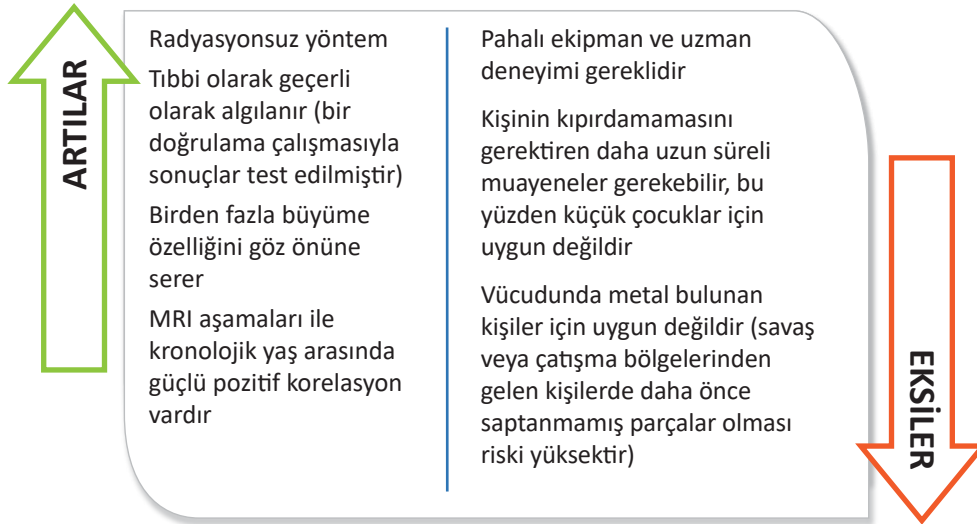 ARTILAR
Radyasyonsuz yöntem
Tıbbi olarak geçerli
olarak algılanır (bir
doğrulama çalışmasıyla
sonuçlar test edilmiştir)
Birden fazla büyüme
özelliğini göz önüne
serer
MRI aşamaları ile
kronolojik yaş arasında
güçlü pozitif korelasyon
vardır
Pahalı ekipman ve uzman
deneyimi gereklidir
Kişinin kıpırdamamasını
gerektiren daha uzun süreli
muayeneler gerekebilir, bu
yüzden küçük çocuklar için
uygun değildir
Vücudunda metal bulunan
kişiler için uygun değildir (savaş
veya çatışma bölgelerinden
gelen kişilerde daha önce
saptanmamış parçalar olması
riski yüksektir)
EKSİLER